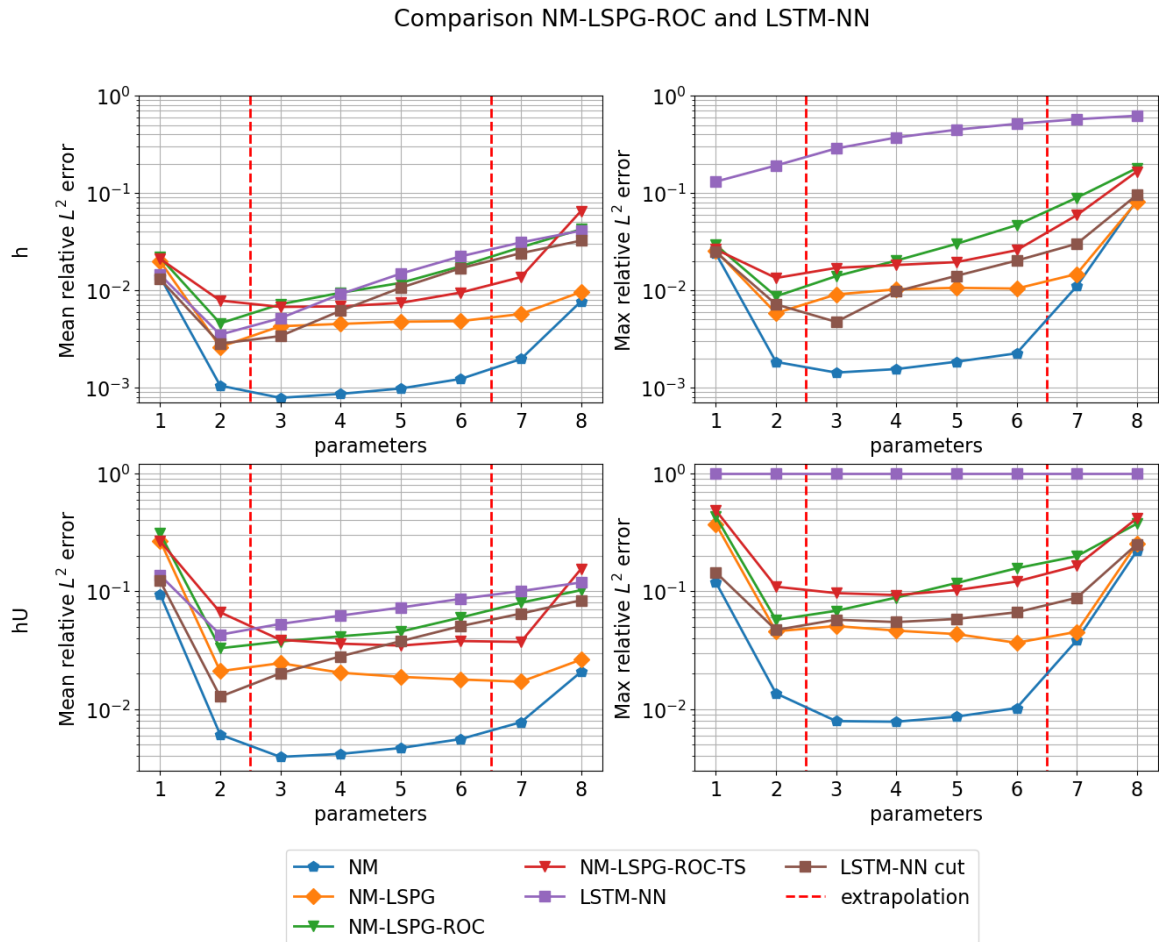 Comparison NM-LSPG-ROC and LSTM-NN
h
Mean relative L² error
10⁰
10⁻¹
10⁻²
10⁻³
1 2 3 4 5 6 7 8
parameters
Max relative L² error
10⁰
10⁻¹
10⁻²
10⁻³
1 2 3 4 5 6 7 8
parameters
hU
Mean relative L² error
10⁰
10⁻¹
10⁻²
1 2 3 4 5 6 7 8
parameters
Max relative L² error
10⁰
10⁻¹
10⁻²
1 2 3 4 5 6 7 8
parameters
NM
NM-LSPG
NM-LSPG-ROC
NM-LSPG-ROC-TS
LSTM-NN
LSTM-NN cut
extrapolation